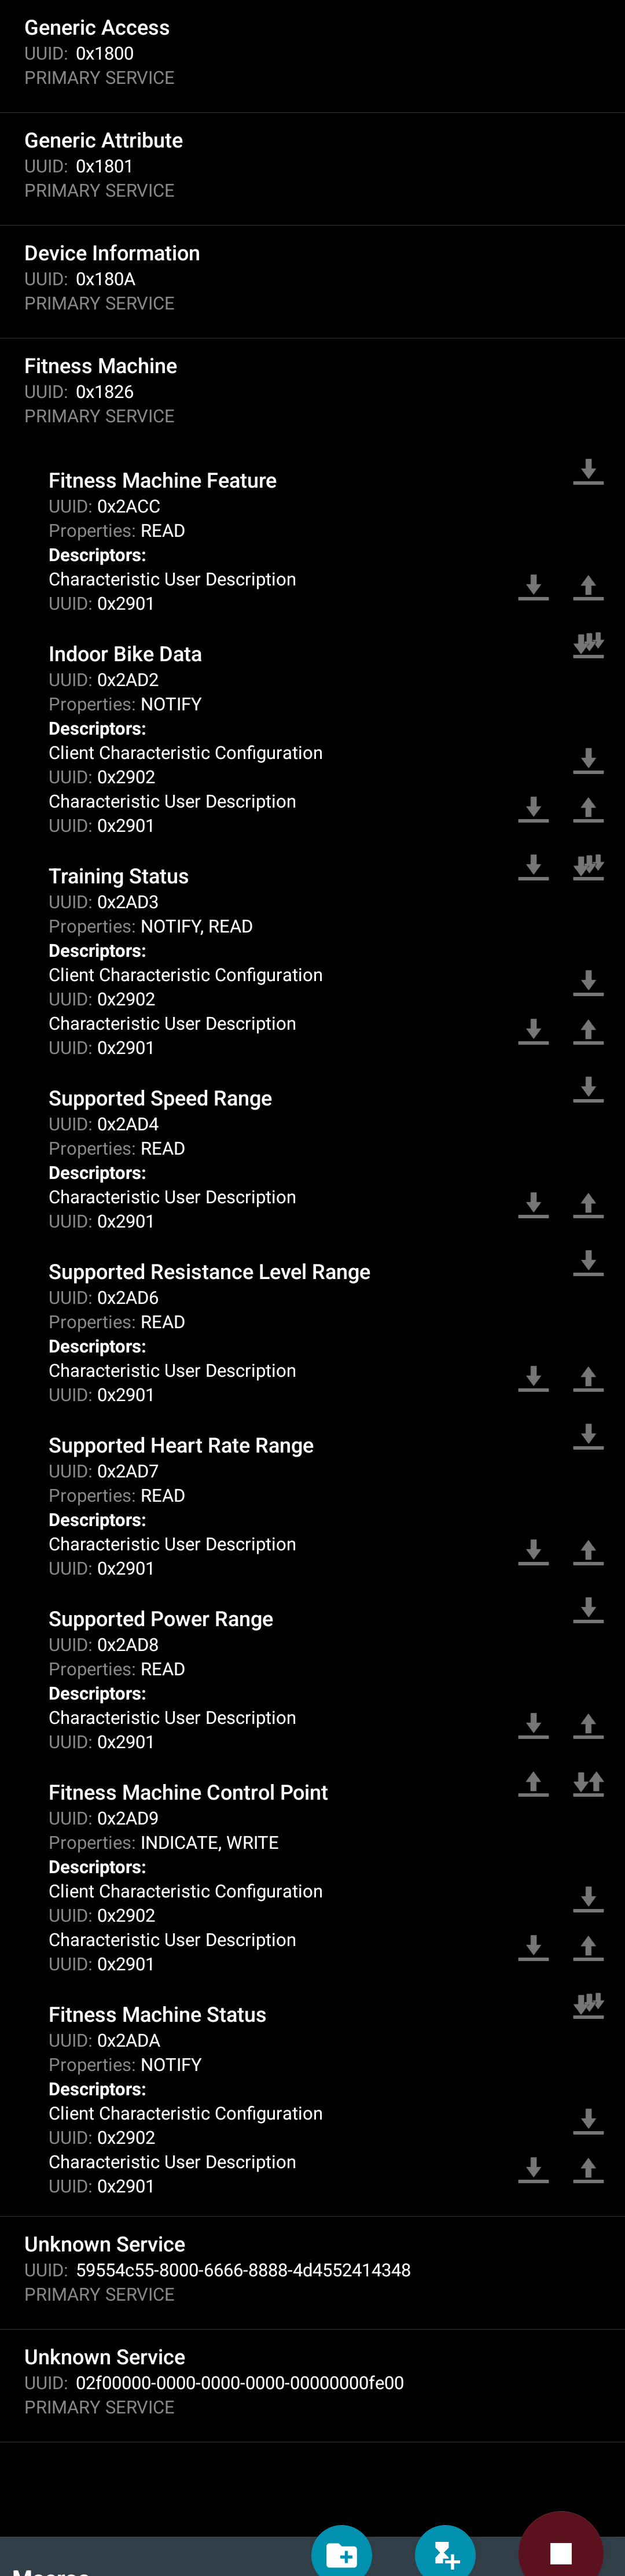 Generic Access
UUID: 0x1800
PRIMARY SERVICE
Generic Attribute
UUID: 0x1801
PRIMARY SERVICE
Device Information
UUID: 0x180A
PRIMARY SERVICE
Fitness Machine
UUID: 0x1826
PRIMARY SERVICE
Fitness Machine Feature
UUID: 0x2ACC
Properties: READ
Descriptors:
Characteristic User Description
UUID: 0x2901
Indoor Bike Data
UUID: 0x2AD2
Properties: NOTIFY
Descriptors:
Client Characteristic Configuration
UUID: 0x2902
Characteristic User Description
UUID: 0x2901
Training Status
UUID: 0x2AD3
Properties: NOTIFY, READ
Descriptors:
Client Characteristic Configuration
UUID: 0x2902
Characteristic User Description
UUID: 0x2901
Supported Speed Range
UUID: 0x2AD4
Properties: READ
Descriptors:
Characteristic User Description
UUID: 0x2901
Supported Resistance Level Range
UUID: 0x2AD6
Properties: READ
Descriptors:
Characteristic User Description
UUID: 0x2901
Supported Heart Rate Range
UUID: 0x2AD7
Properties: READ
Descriptors:
Characteristic User Description
UUID: 0x2901
Supported Power Range
UUID: 0x2AD8
Properties: READ
Descriptors:
Characteristic User Description
UUID: 0x2901
Fitness Machine Control Point
UUID: 0x2AD9
Properties: INDICATE, WRITE
Descriptors:
Client Characteristic Configuration
UUID: 0x2902
Characteristic User Description
UUID: 0x2901
Fitness Machine Status
UUID: 0x2ADA
Properties: NOTIFY
Descriptors:
Client Characteristic Configuration
UUID: 0x2902
Characteristic User Description
UUID: 0x2901
Unknown Service
UUID: 59554c55-8000-6666-8888-4d4552414348
PRIMARY SERVICE
Unknown Service
UUID: 02f00000-0000-0000-0000-00000000fe00
PRIMARY SERVICE